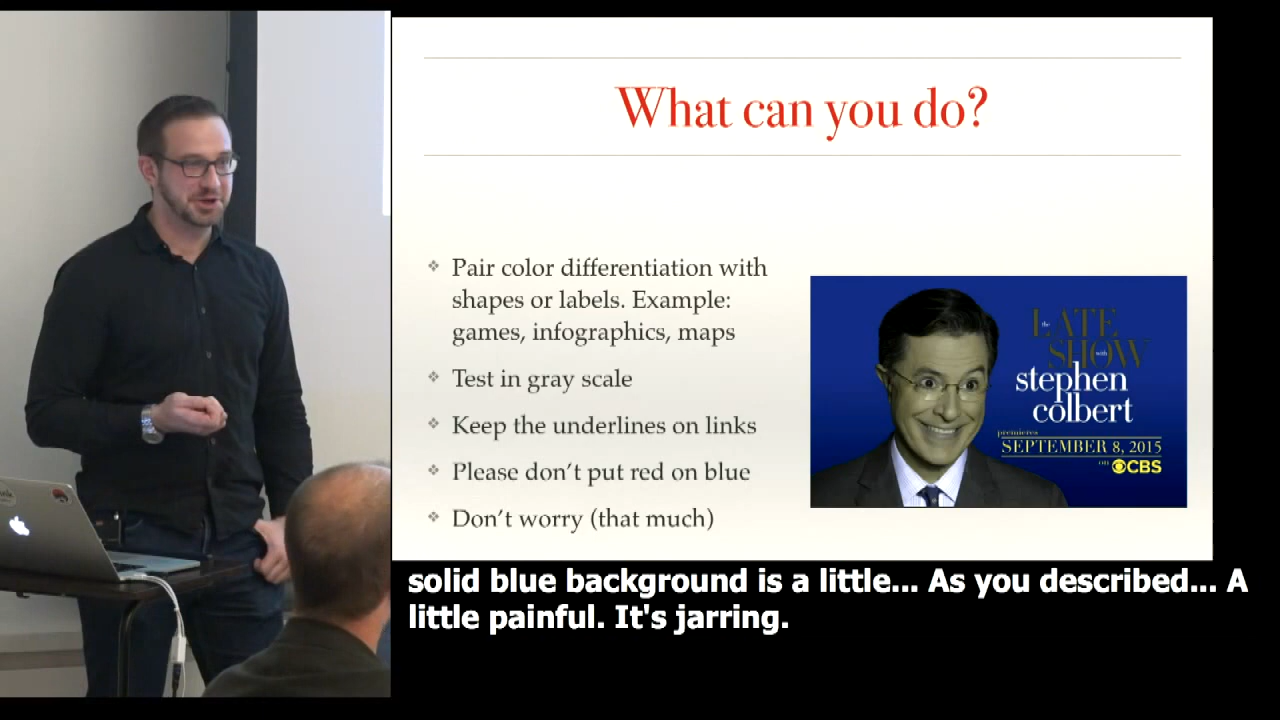 What can you do?
❖ Pair color differentiation with
shapes or labels. Example:
games, infographics, maps
❖ Test in gray scale
❖ Keep the underlines on links
❖ Please don't put red on blue
❖ Don't worry (that much)
the LATE
SHOW with
stephen
colbert
premieres
SEPTEMBER 8, 2015
on CBS
solid blue background is a little... As you described... A
little painful. It's jarring.